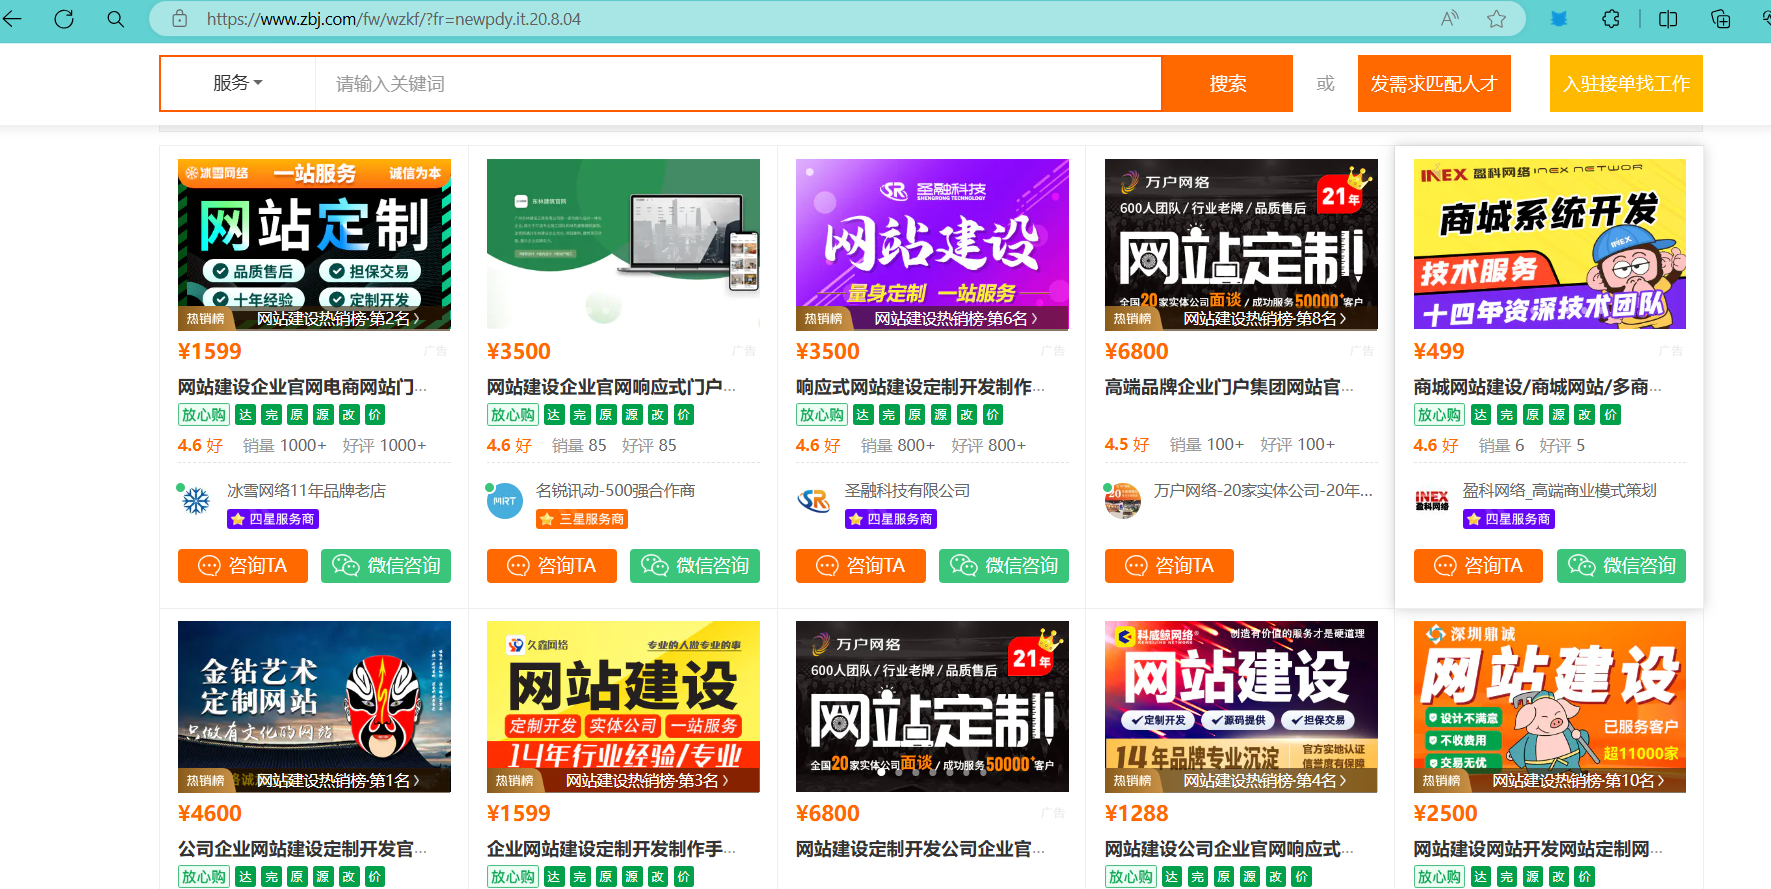 https://www.zbj.com/fw/wzkf/?fr=newpdy.it.20.8.04
服务
请输入关键词
搜索
或
发需求匹配人才
入驻接单找工作
冰雪网络
一站服务
诚信为本
网站定制
品质售后
担保交易
十年经验
定制开发
热销榜
网站建设热销榜·第2名
¥1599
广告
网站建设企业官网电商网站门...
放心购 达 完 原 源 改 价
4.6 好 销量 1000+ 好评 1000+
冰雪网络11年品牌老店
四星服务商
咨询TA
微信咨询
¥3500
广告
网站建设企业官网响应式门户...
放心购 达 完 原 源 改 价
4.6 好 销量 85 好评 85
MRT
名锐讯动-500强合作商
三星服务商
咨询TA
微信咨询
SR 圣融科技
SHENGRONG TECHNOLOGY
网站建设
量身定制 一站服务
热销榜
网站建设热销榜·第6名
¥3500
广告
响应式网站建设定制开发制作...
放心购 达 完 原 源 改 价
4.6 好 销量 800+ 好评 800+
SR
圣融科技有限公司
四星服务商
咨询TA
微信咨询
万户网络
21年
600人团队/行业老牌/品质售后
网站定制
全国20家实体公司面谈/成功服务50000+客户
热销榜
网站建设热销榜·第8名
¥6800
广告
高端品牌企业门户集团网站官...
4.5 好 销量 100+ 好评 100+
万户网络-20家实体公司-20年...
咨询TA
INEX 盈科网络 INEX NETWOR
商城系统开发
INEX
技术服务
十四年资深技术团队
¥499
广告
商城网站建设/商城网站/多商...
放心购 达 完 原 源 改 价
4.6 好 销量 6 好评 5
INEX
盈科网络
盈科网络_高端商业模式策划
四星服务商
咨询TA
微信咨询
金钻艺术
定制网站
只做有文化的网络
热销榜
网站建设热销榜·第1名
¥4600
公司企业网站建设定制开发官...
放心购 达 完 原 源 改 价
久鑫网络
专业的人做专业的事
网站建设
定制开发
实体公司
一站服务
14年行业经验/专业
热销榜
网站建设热销榜·第3名
¥1599
企业网站建设定制开发制作手...
放心购 达 完 原 源 改 价
万户网络
21年
600人团队/行业老牌/品质售后
网站定制
全国20家实体公司面谈/成功服务50000+客户
¥6800
广告
网站建设定制开发公司企业官...
科威鲸网络®
创造有价值的服务才是硬道理
网站建设
定制开发
源码提供
担保交易
14年品牌专业沉淀
官方实地认证
信誉度有保障
热销榜
网站建设热销榜·第4名
¥1288
网站建设公司企业官网响应式...
放心购 达 完 原 源 改 价
深圳鼎诚
网站建设
设计不满意
不收费用
交易无忧
已服务客户
超11000家
热销榜
网站建设热销榜·第10名
¥2500
网站建设网站开发网站定制网...
放心购 达 完 原 源 改 价